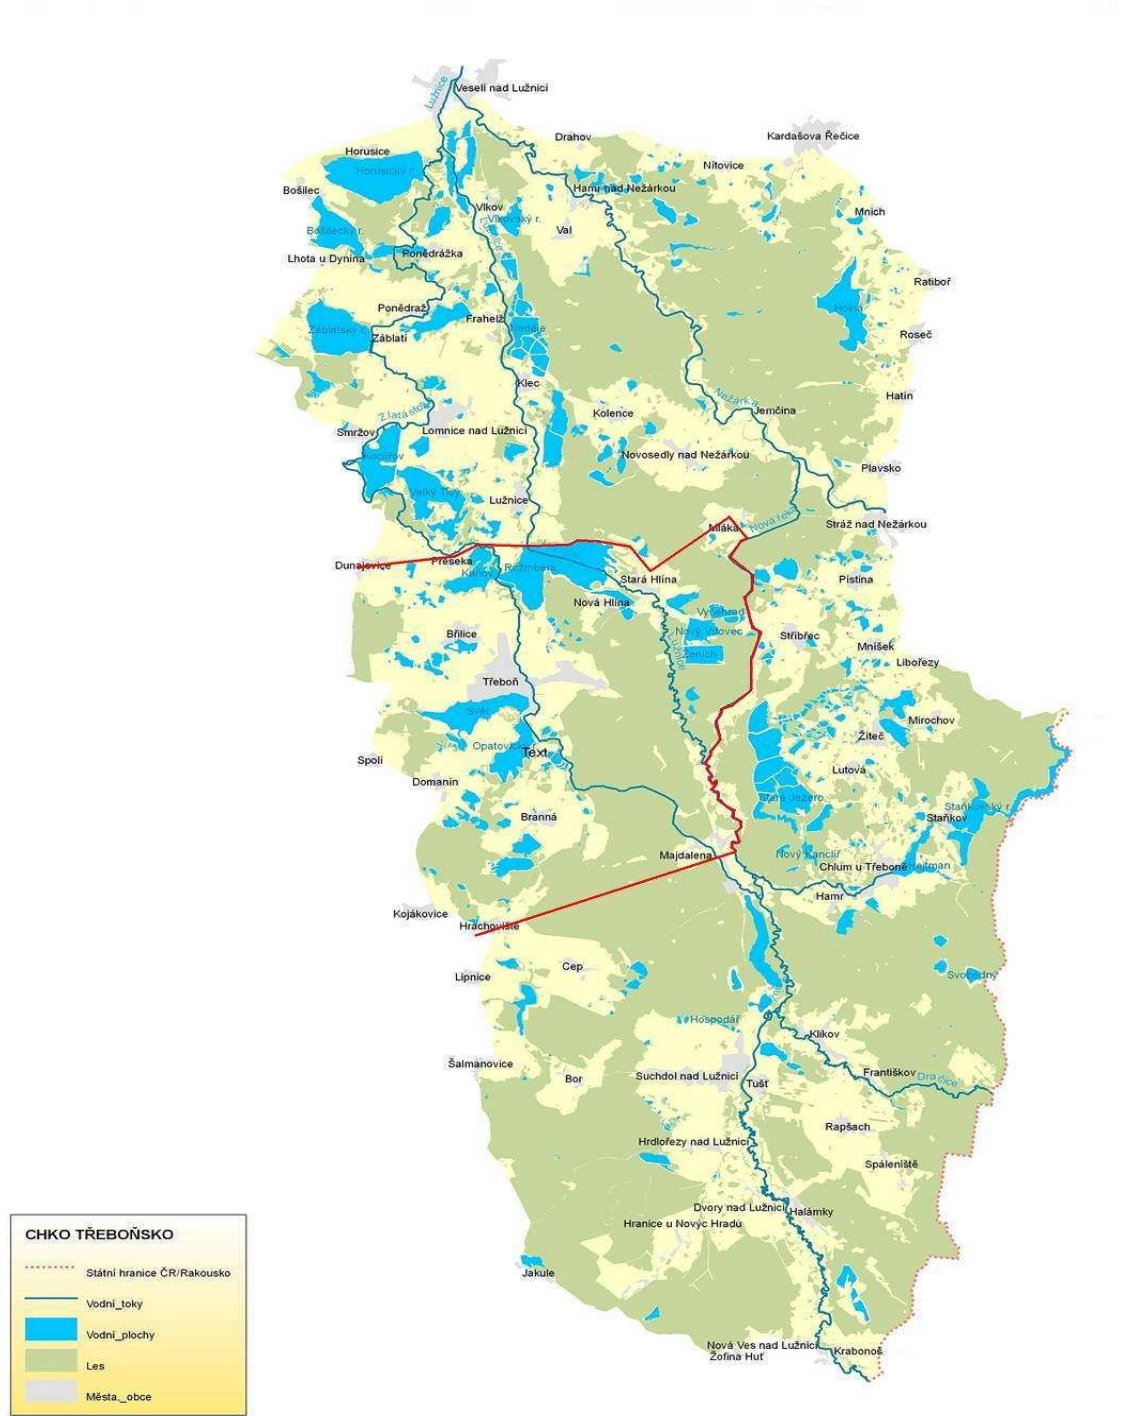 Veselí nad Lužnicí
Lužnice
Drahov
Kardašova Řečice
Horusice
Horusický r.
Nítovice
Bošilec
Hamr nad Nežárkou
Vlkov
Vlkovský r.
Mnich
Bošilecký r.
Val
Lužnice
Ponědrážka
Lhota u Dynína
Ratiboř
Ponědraž
Holná
Frahelž
Záblatský r.
Naděje
Záblatí
Roseč
Klec
Hatín
Nežárka
Zlatá stoka
Kolence
Jemčina
Smržov
Lomnice nad Lužnicí
Koclířov
Novosedly nad Nežárkou
Plavsko
Velký Tisý
Lužnice
Nová řeka
Mláka
Stráž nad Nežárkou
Dunajovice
Přeseka
Kaňov
Rožmberk
Stará Hlína
Pístina
Nová Hlína
Vyšehrad
Nový Vdovec
Břilice
Stříbřec
Lužnice
Ženich
Mníšek
Libořezy
Třeboň
Svět
Mirochov
Žíteč
Opatovický
Text
Spolí
Lutová
Domanín
Staré Jezero
Staňkovský r.
Branná
Staňkov
Majdalena
Nový Kanclíř
Chlum u Třeboně
Hejtman
Hamr
Kojákovice
Hrachoviště
Cep
Lipnice
Svobodný
Hospodář
Klikov
Šalmanovice
Suchdol nad Lužnicí
Tušť
Františkov
Dračice
Bor
Rapšach
Hrdlořezy nad Lužnicí
Spáleniště
Dvory nad Lužnicí
Halámky
Hranice u Novýc Hradů
Jakule
Nová Ves nad Lužnicí
Žofina Huť
Krabonoš
CHKO TŘEBOŇSKO
Státní hranice ČR/Rakousko
Vodní_toky
Vodní_plochy
Les
Města,_obce